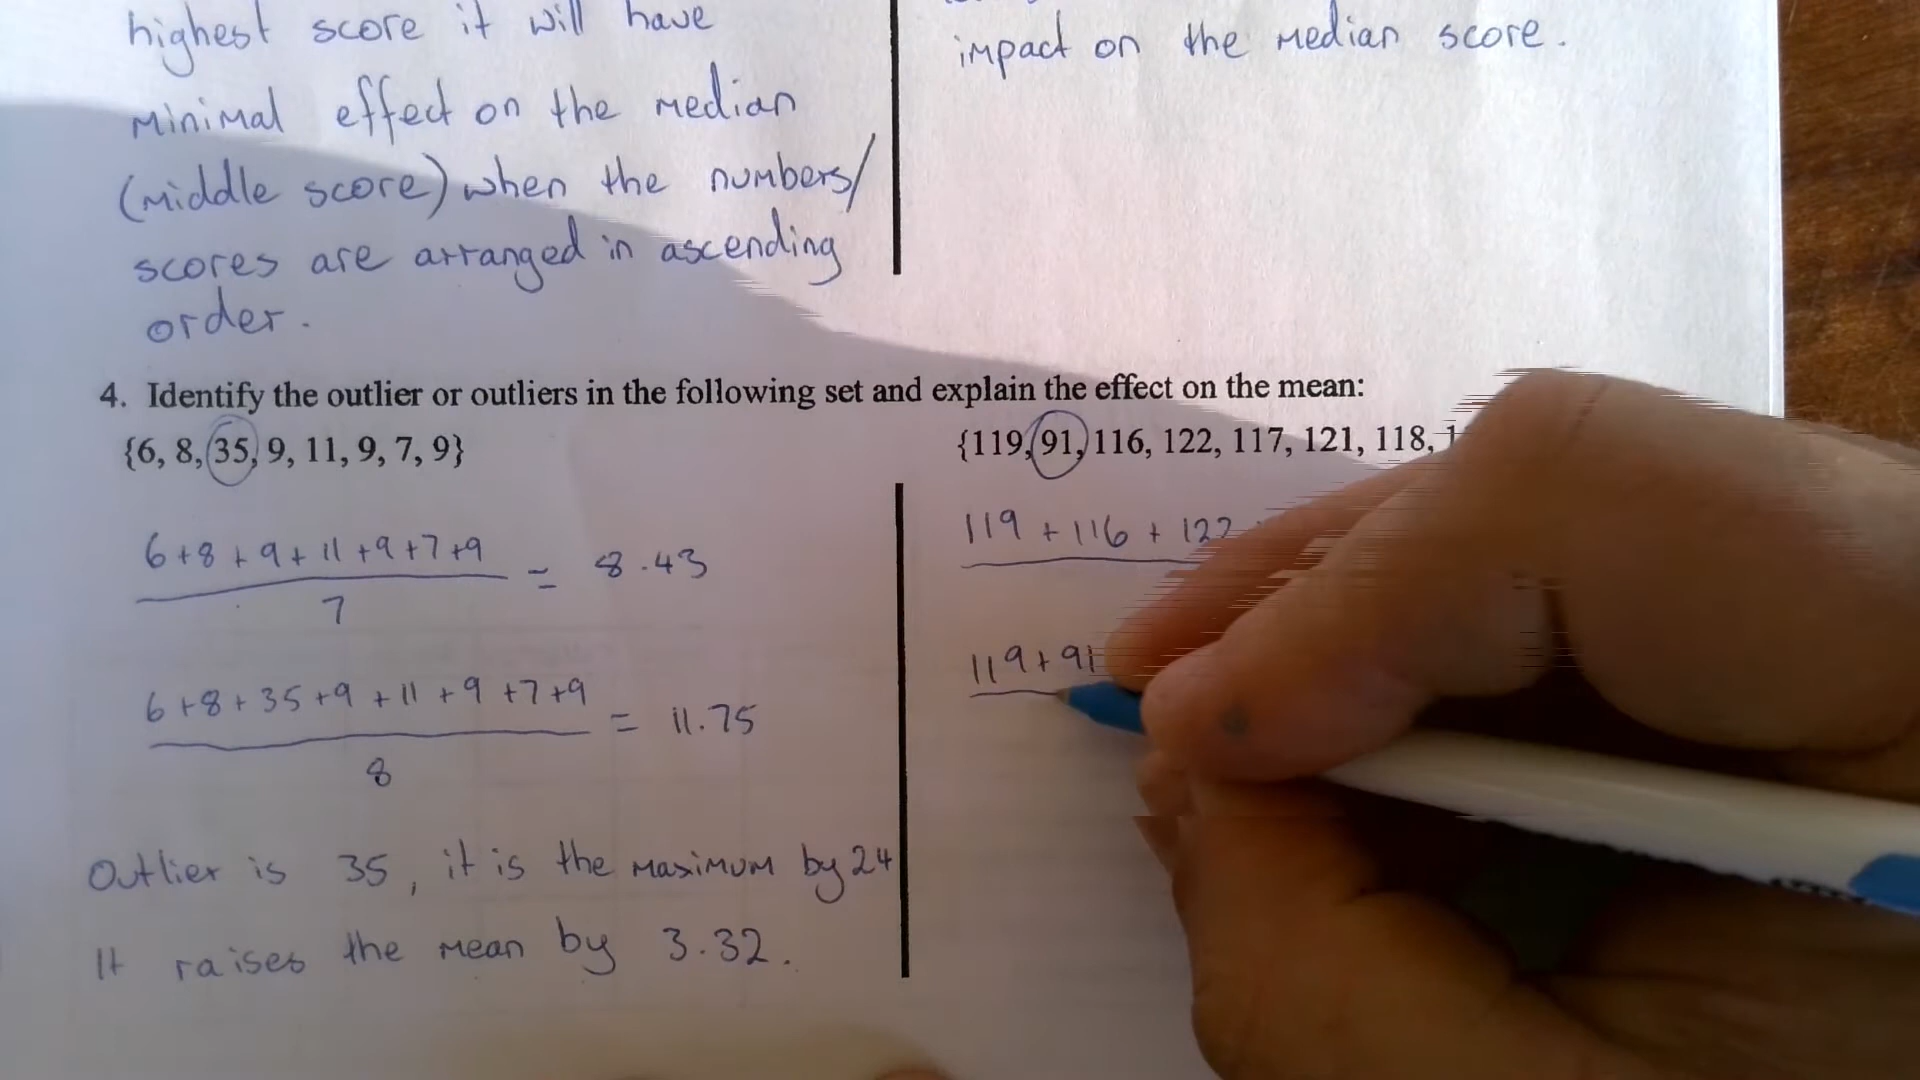 highest score it will have
minimal effect on the median
(middle score) when the numbers/
scores are arranged in ascending
order.
impact on the median score.
4. Identify the outlier or outliers in the following set and explain the effect on the mean:
{6, 8, 35, 9, 11, 9, 7, 9}
6+8+9+11+9+7+9
7
= 8.43
6+8+35+9+11+9+7+9
8
= 11.75
Outlier is 35, it is the maximum by 24
It raises the mean by 3.32.
{119, 91, 116, 122, 117, 121, 118,
119 + 116 + 122
119+91